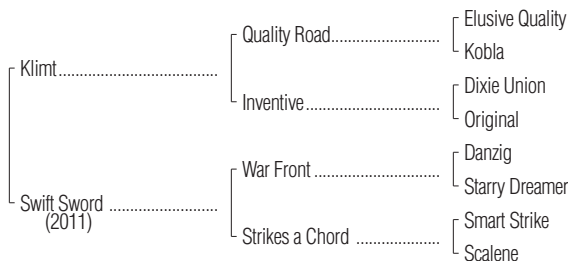 Elusive Quality
Quality Road
Kobla
Klimt
Dixie Union
Inventive
Original
Danzig
War Front
Starry Dreamer
Swift Sword
(2011)
Smart Strike
Strikes a Chord
Scalene